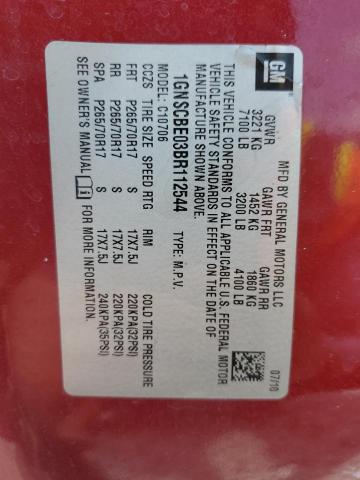 GM
MFD BY GENERAL MOTORS LLC
07/10
GVWR GAWR FRT GAWR RR
3221 KG 1452 KG 1860 KG
7100 LB 3200 LB 4100 LB
THIS VEHICLE CONFORMS TO ALL APPLICABLE U.S. FEDERAL MOTOR
VEHICLE SAFETY STANDARDS IN EFFECT ON THE DATE OF
MANUFACTURE SHOWN ABOVE.
1GNSCBE03BR112544 TYPE: M.P.V.
MODEL: C10706
CCZS TIRE SIZE SPEED RTG RIM COLD TIRE PRESSURE
FRT P265/70R17 S 17X7.5J 220KPA(32PSI)
RR P265/70R17 S 17X7.5J 220KPA(32PSI)
SPA P265/70R17 S 17X7.5J 240KPA(35PSI)
SEE OWNER'S MANUAL i FOR MORE INFORMATION.